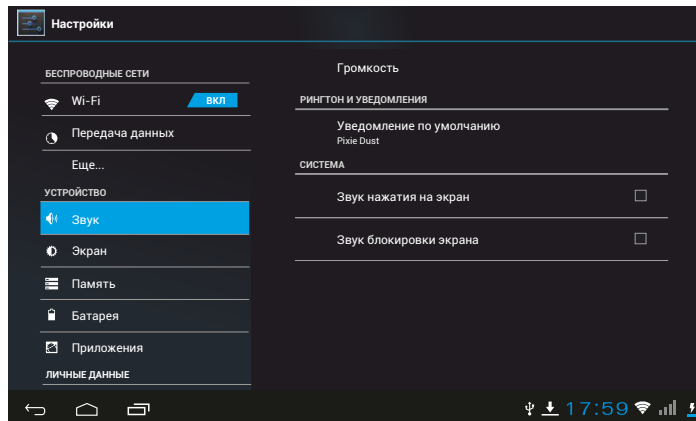 Настройки
БЕСПРОВОДНЫЕ СЕТИ
Wi-Fi ВКЛ
Передача данных
Еще...
УСТРОЙСТВО
Звук
Экран
Память
Батарея
Приложения
ЛИЧНЫЕ ДАННЫЕ
Громкость
РИНГТОН И УВЕДОМЛЕНИЯ
Уведомление по умолчанию
Pixie Dust
СИСТЕМА
Звук нажатия на экран
Звук блокировки экрана
17:59